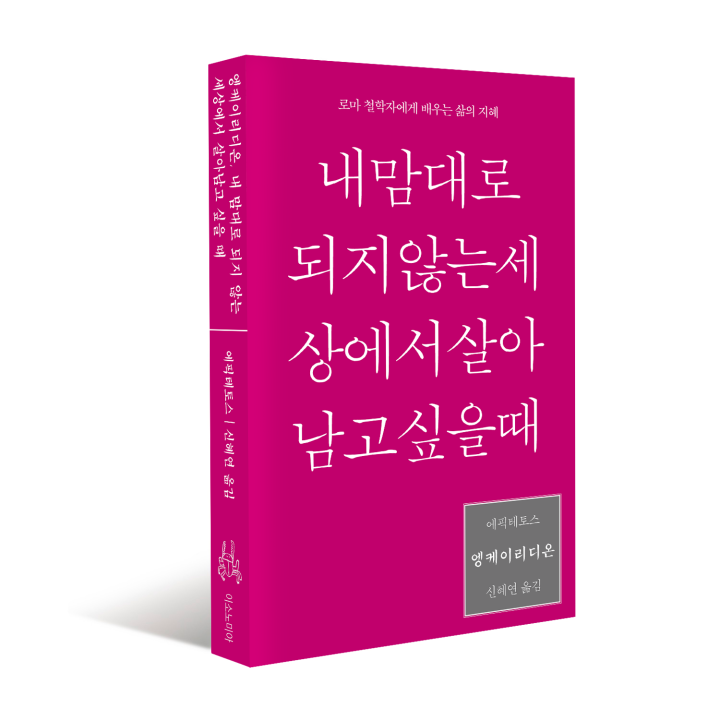 로마 철학자에게 배우는 삶의 지혜
내맘대로
되지않는세
상에서살아
남고싶을때
에픽테토스
엥케이리디온
신혜연 옮김
엥케이리디온, 내 맘대로 되지 않는
세상에서 살아남고 싶을 때
에픽테토스 | 신혜연 옮김
이소노미아